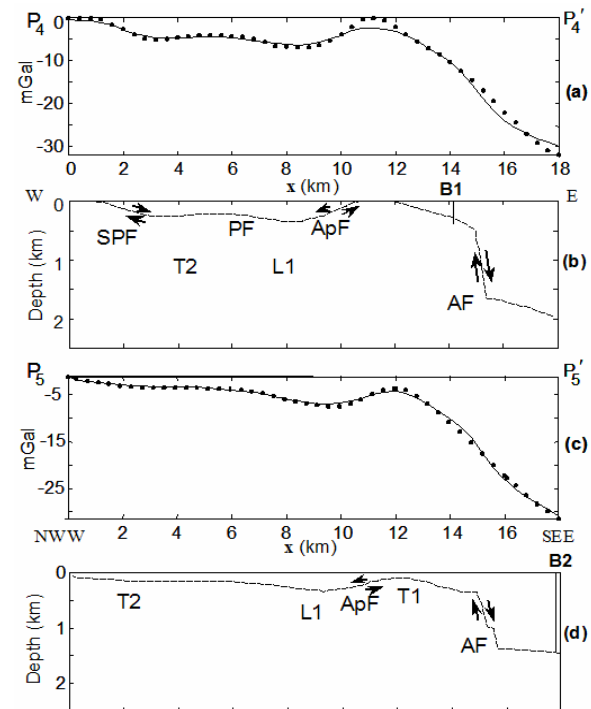 P4 P4′
0
-10
-20
-30
mGal
(a)
0 2 4 6 8 10 12 14 16 18
x (km)
W B1 E
0
1
2
Depth (km)
SPF PF ApF
T2 L1
AF
(b)
P5 P5′
-5
-15
-25
mGal
(c)
NWW 2 4 6 8 10 12 14 16 SEE
x (km)
B2
0
1
2
Depth (km)
T2 L1 ApF T1
AF
(d)